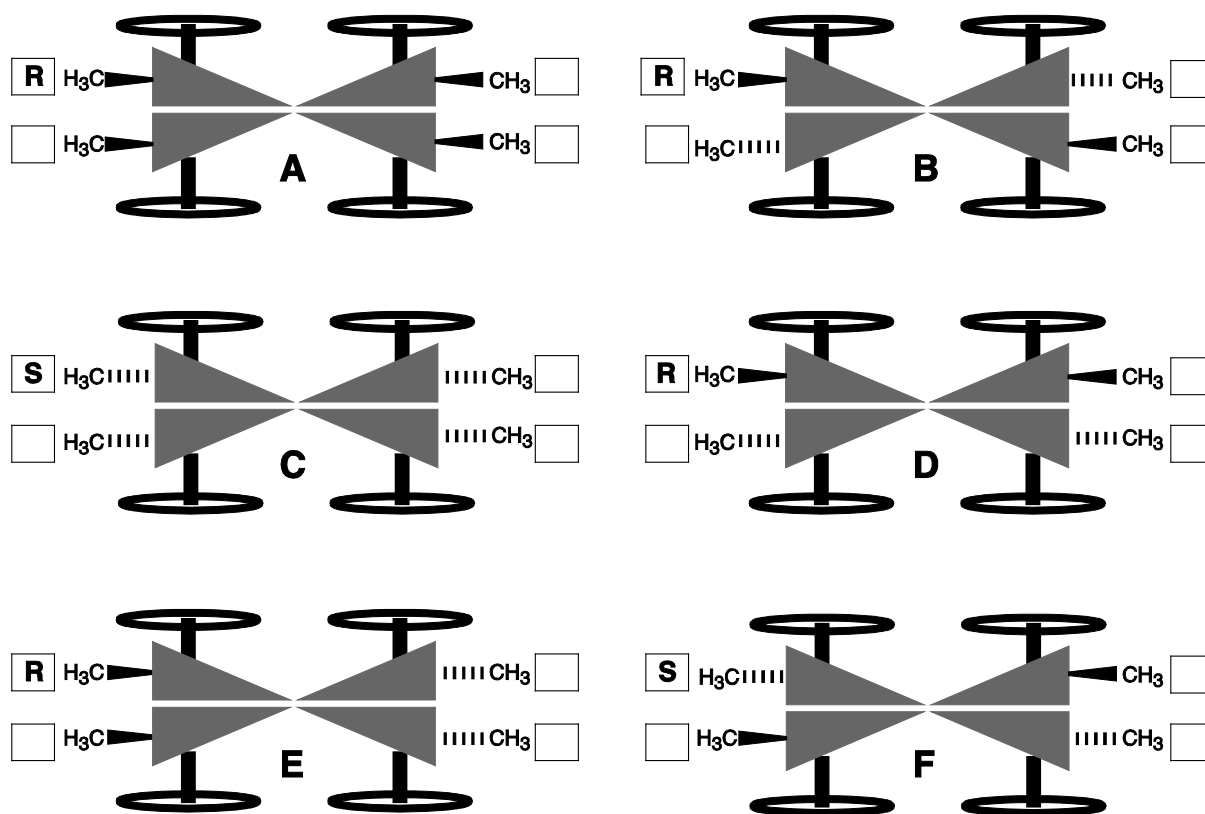 R H₃C CH₃ R H₃C CH₃
H₃C CH₃ H₃C CH₃
A B
S H₃C CH₃ R H₃C CH₃
H₃C CH₃ H₃C CH₃
C D
R H₃C CH₃ S H₃C CH₃
H₃C CH₃ H₃C CH₃
E F